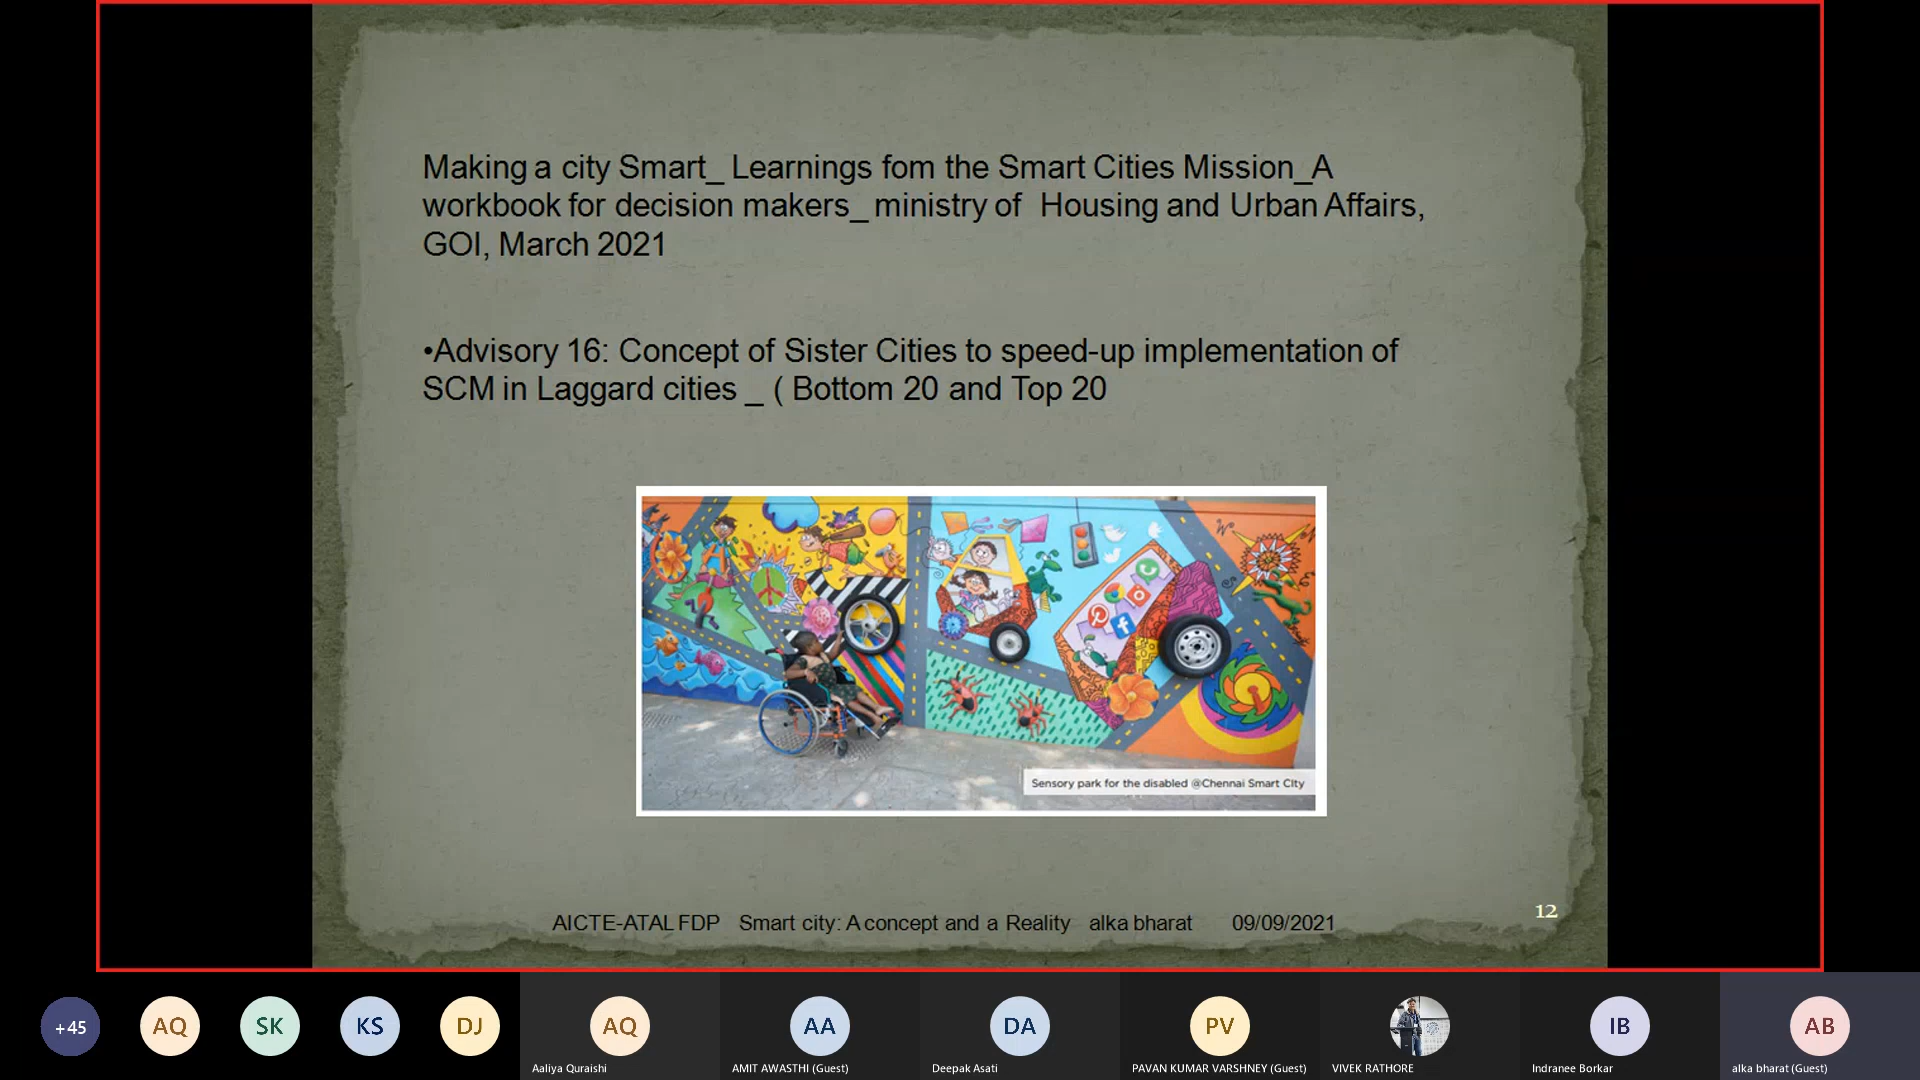 Making a city Smart_ Learnings fom the Smart Cities Mission_A
workbook for decision makers_ ministry of Housing and Urban Affairs,
GOI, March 2021
•Advisory 16: Concept of Sister Cities to speed-up implementation of
SCM in Laggard cities _ ( Bottom 20 and Top 20
Sensory park for the disabled @Chennai Smart CIty
12
AICTE-ATAL FDP Smart city: A concept and a Reality alka bharat 09/09/2021
+45 AQ SK KS DJ AQ AA DA PV IB AB
Aaliya Quraishi AMIT AWASTHI (Guest) Deepak Asati PAVAN KUMAR VARSHNEY (Guest) VIVEK RATHORE Indranee Borkar alka bharat (Guest)